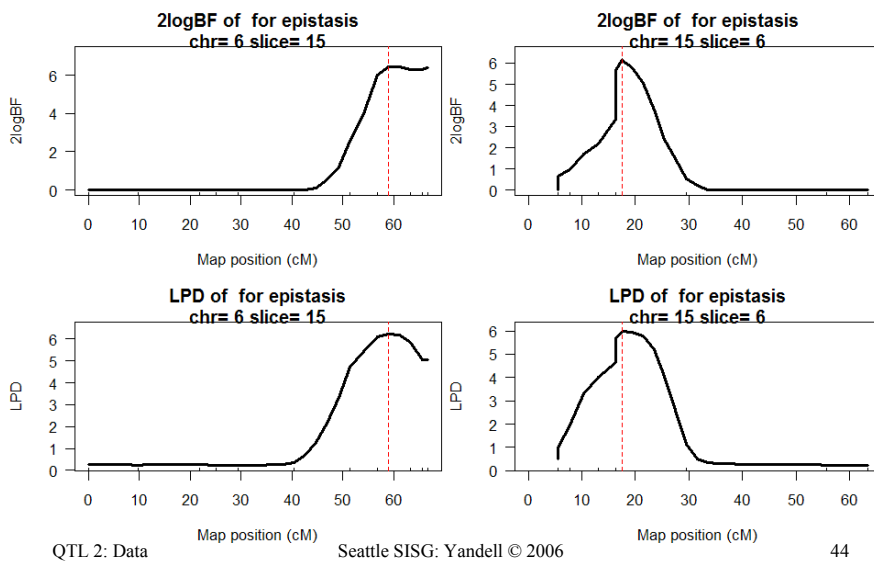 2logBF of  for epistasis
chr= 6 slice= 15
2logBF
6
4
2
0
0 10 20 30 40 50 60
Map position (cM)
2logBF of  for epistasis
chr= 15 slice= 6
2logBF
6
5
4
3
2
1
0
0 10 20 30 40 50 60
Map position (cM)
LPD of  for epistasis
chr= 6 slice= 15
LPD
6
5
4
3
2
1
0
0 10 20 30 40 50 60
Map position (cM)
LPD of  for epistasis
chr= 15 slice= 6
LPD
6
5
4
3
2
1
0
0 10 20 30 40 50 60
Map position (cM)
QTL 2: Data Seattle SISG: Yandell © 2006 44